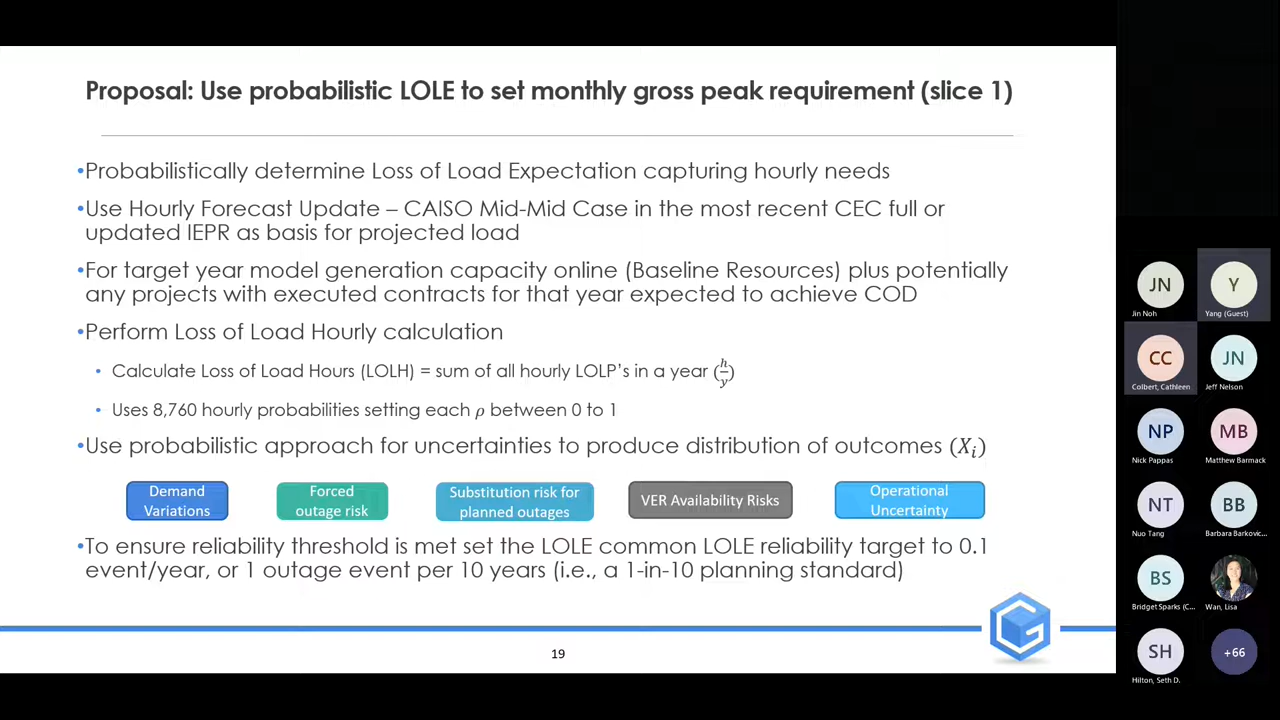 Proposal: Use probabilistic LOLE to set monthly gross peak requirement (slice 1)
•Probabilistically determine Loss of Load Expectation capturing hourly needs
•Use Hourly Forecast Update – CAISO Mid-Mid Case in the most recent CEC full or
updated IEPR as basis for projected load
•For target year model generation capacity online (Baseline Resources) plus potentially
any projects with executed contracts for that year expected to achieve COD
•Perform Loss of Load Hourly calculation
• Calculate Loss of Load Hours (LOLH) = sum of all hourly LOLP's in a year (h/y)
• Uses 8,760 hourly probabilities setting each ρ between 0 to 1
•Use probabilistic approach for uncertainties to produce distribution of outcomes (Xᵢ)
Demand
Variations
Forced
outage risk
Substitution risk for
planned outages
VER Availability Risks
Operational
Uncertainty
•To ensure reliability threshold is met set the LOLE common LOLE reliability target to 0.1
event/year, or 1 outage event per 10 years (i.e., a 1-in-10 planning standard)
19
JN
Jin Noh
Y
Yang (Guest)
CC
Colbert, Cathleen
JN
Jeff Nelson
NP
Nick Pappas
MB
Matthew Barmack
NT
Nuo Tang
BB
Barbara Barkovic...
BS
Bridget Sparks (C...
Wan, Lisa
SH
Hilton, Seth D.
+66